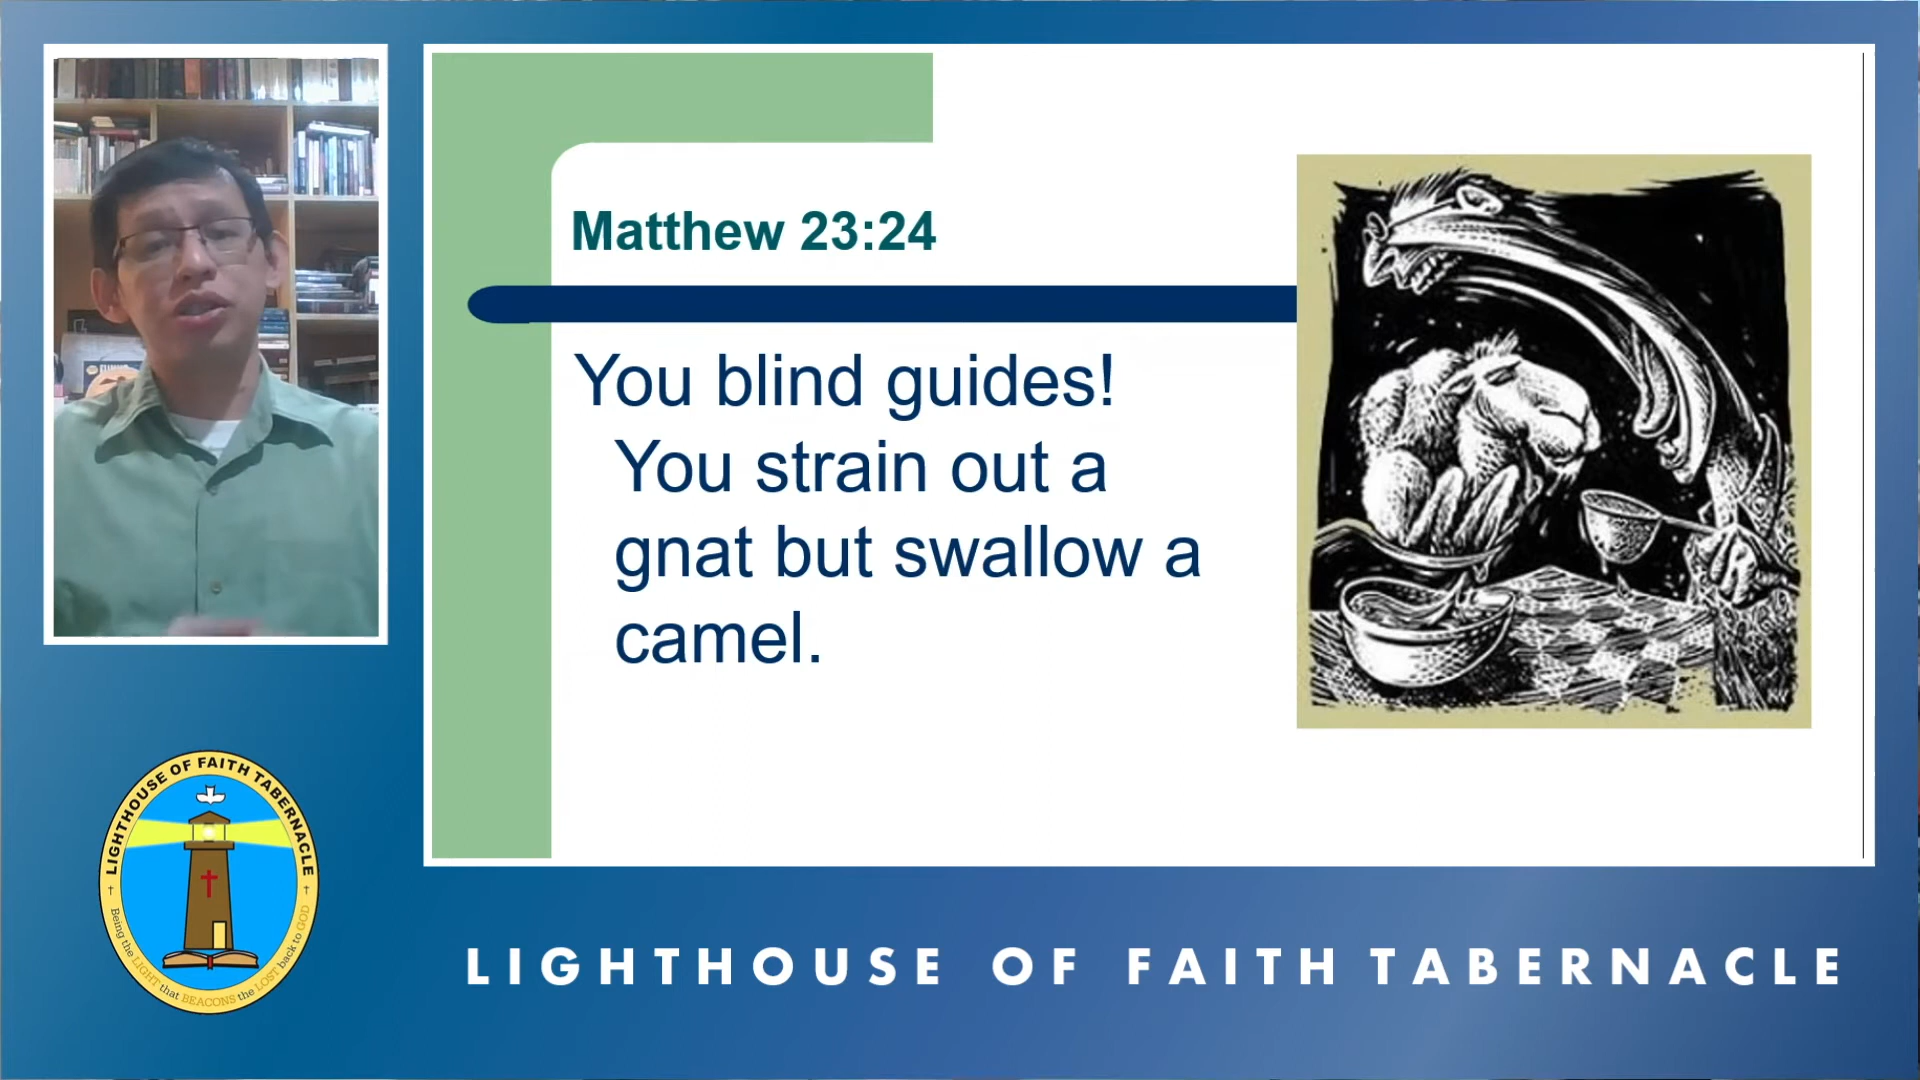 Matthew 23:24
You blind guides!
You strain out a
gnat but swallow a
camel.
LIGHTHOUSE OF FAITH TABERNACLE
Being the LIGHT that BEACONS the LOST back to GOD
LIGHTHOUSE OF FAITH TABERNACLE